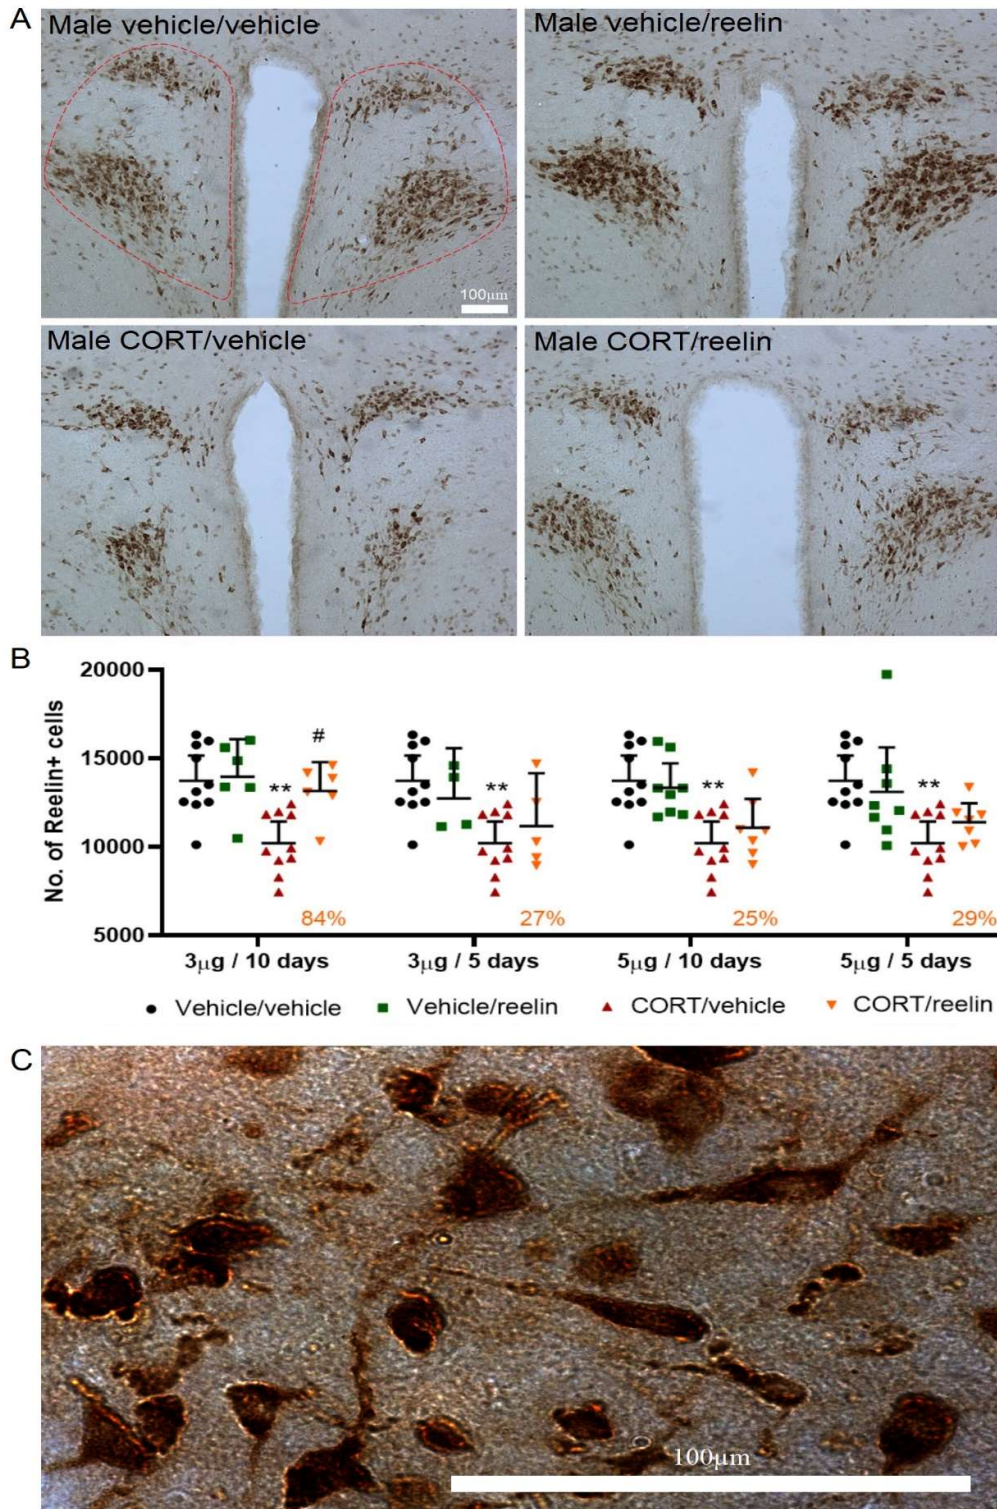 A
Male vehicle/vehicle
Male vehicle/reelin
100µm
Male CORT/vehicle
Male CORT/reelin
B
No. of Reelin+ cells
20000
15000
10000
5000
**
#
**
**
**
84%
27%
25%
29%
3µg / 10 days
3µg / 5 days
5µg / 10 days
5µg / 5 days
Vehicle/vehicle
Vehicle/reelin
CORT/vehicle
CORT/reelin
C
100µm